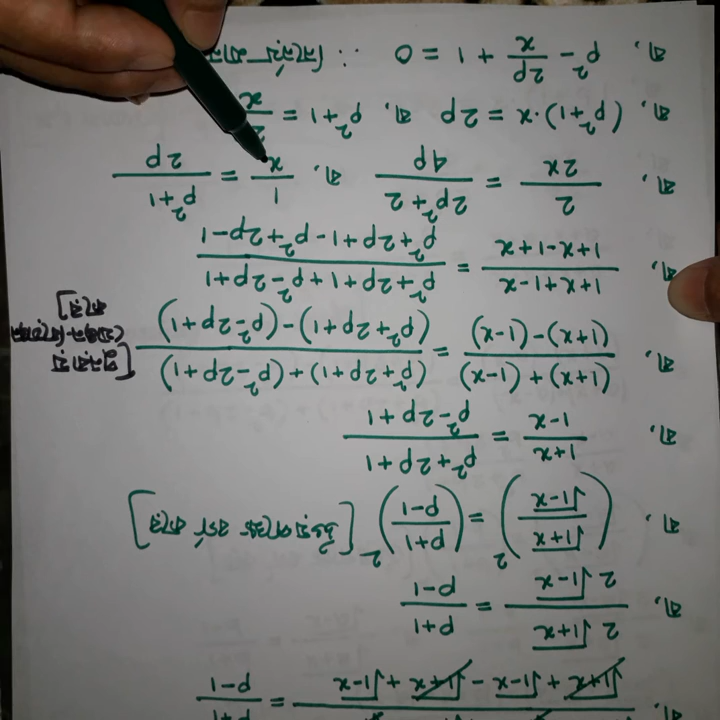 বা, = p+1 / p-1
√1+x + √1-x - √1+x + √1-x
বা, 2√1+x / 2√1-x = p+1 / p-1
বা, (√1+x / √1-x)² = (p+1 / p-1)² [উভয়পক্ষকে বর্গ করে]
বা, 1+x / 1-x = p²+2p+1 / p²-2p+1
বা, (1+x)+(1-x) / (1+x)-(1-x) = (p²+2p+1)+(p²-2p+1) / (p²+2p+1)-(p²-2p+1) [আবারও যোজন-বিয়োজন করে]
বা, 1+x+1-x / 1+x-1+x = p²+2p+1+p²-2p+1 / p²+2p+1-p²+2p-1
বা, 2 / 2x = 2p²+2 / 4p বা, 1 / x = p²+1 / 2p
বা, (p²+1)·x = 2p বা, p²+1 = 2 / x
বা, p² - 2p / x + 1 = 0 ∴ নির্ণেয়